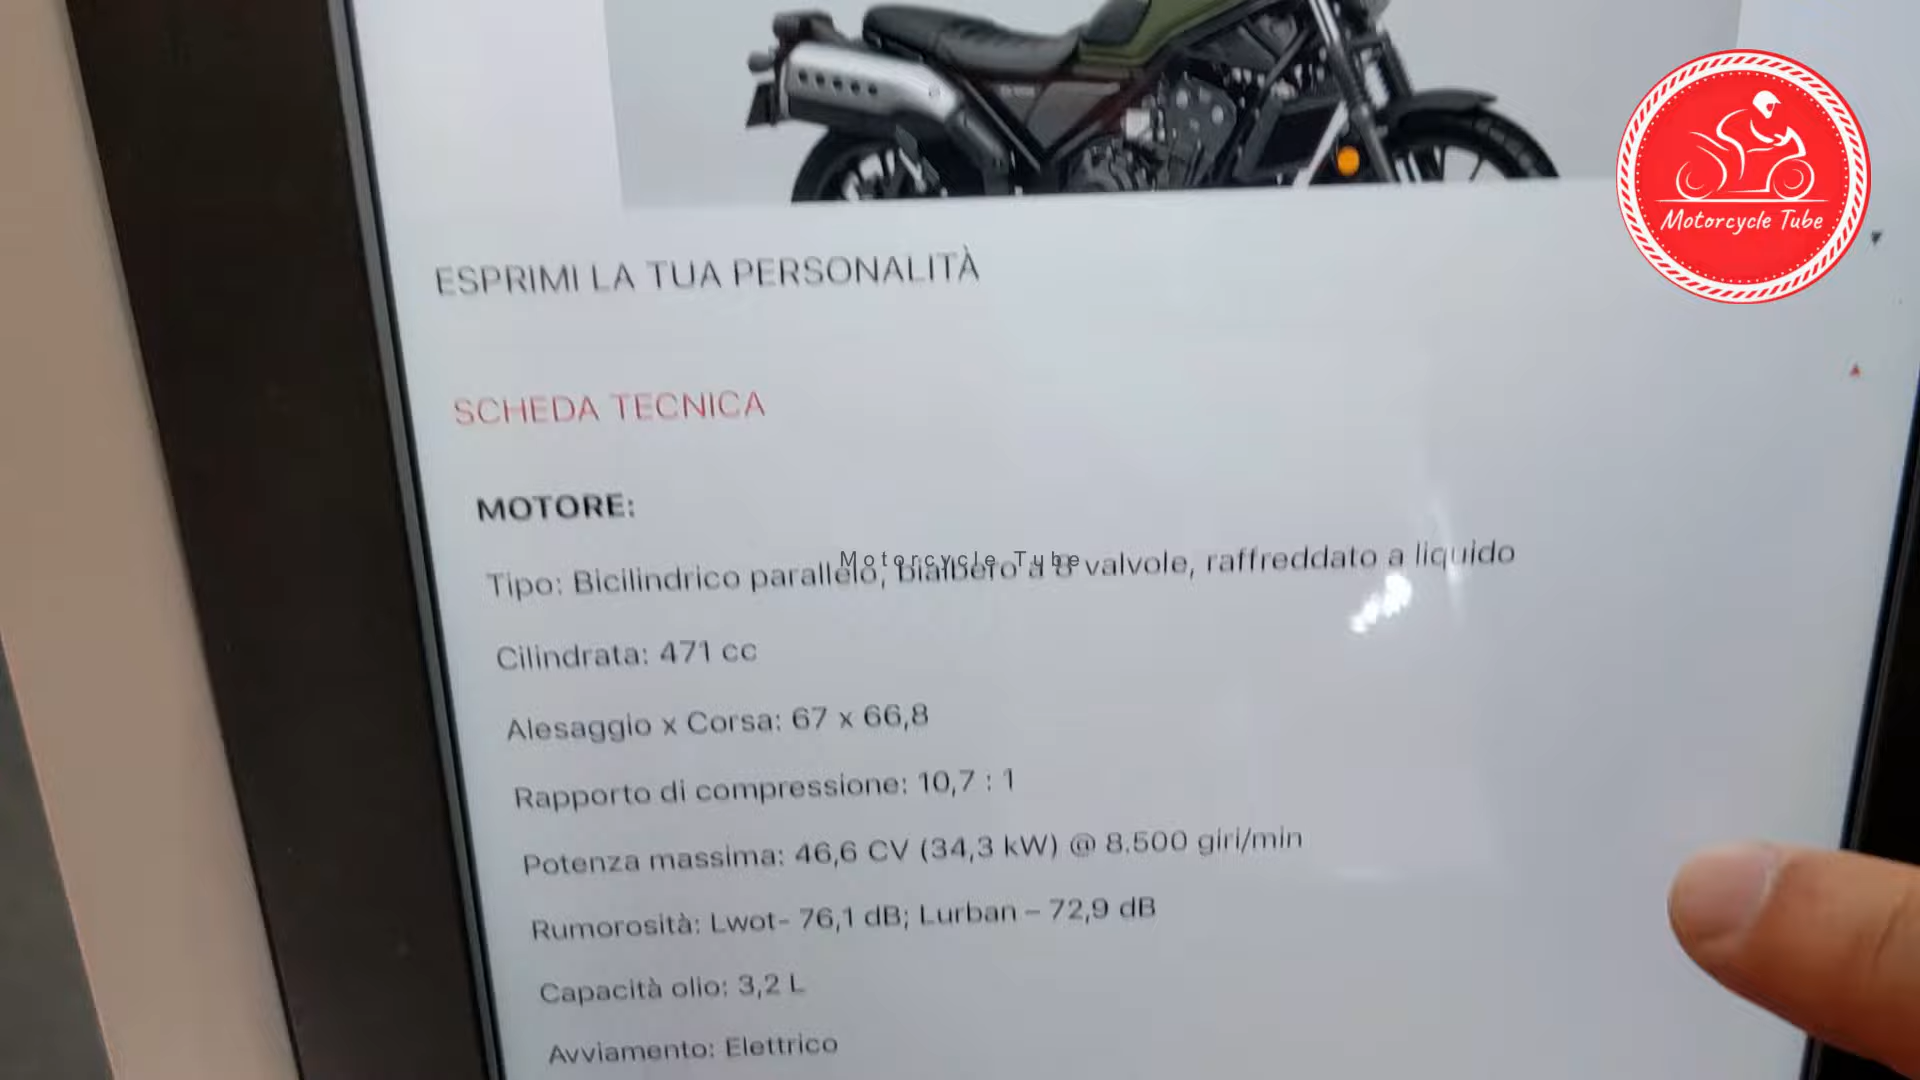 Motorcycle Tube
ESPRIMI LA TUA PERSONALITÀ
SCHEDA TECNICA
MOTORE:
Motorcycle Tube
Tipo: Bicilindrico parallelo, bialbero a 8 valvole, raffreddato a liquido
Cilindrata: 471 cc
Alesaggio x Corsa: 67 x 66,8
Rapporto di compressione: 10,7 : 1
Potenza massima: 46,6 CV (34,3 kW) @ 8.500 giri/min
Rumorosità: Lwot- 76,1 dB; Lurban – 72,9 dB
Capacità olio: 3,2 L
Avviamento: Elettrico